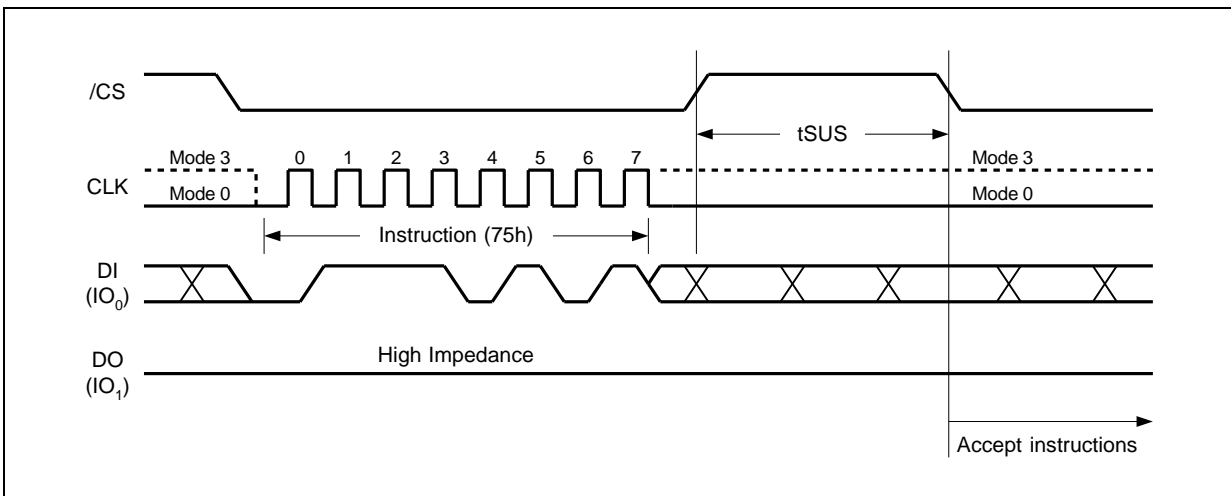 /CS
tSUS
Mode 3 0 1 2 3 4 5 6 7 Mode 3
CLK
Mode 0 Mode 0
Instruction (75h)
DI
(IO0)
High Impedance
DO
(IO1)
Accept instructions